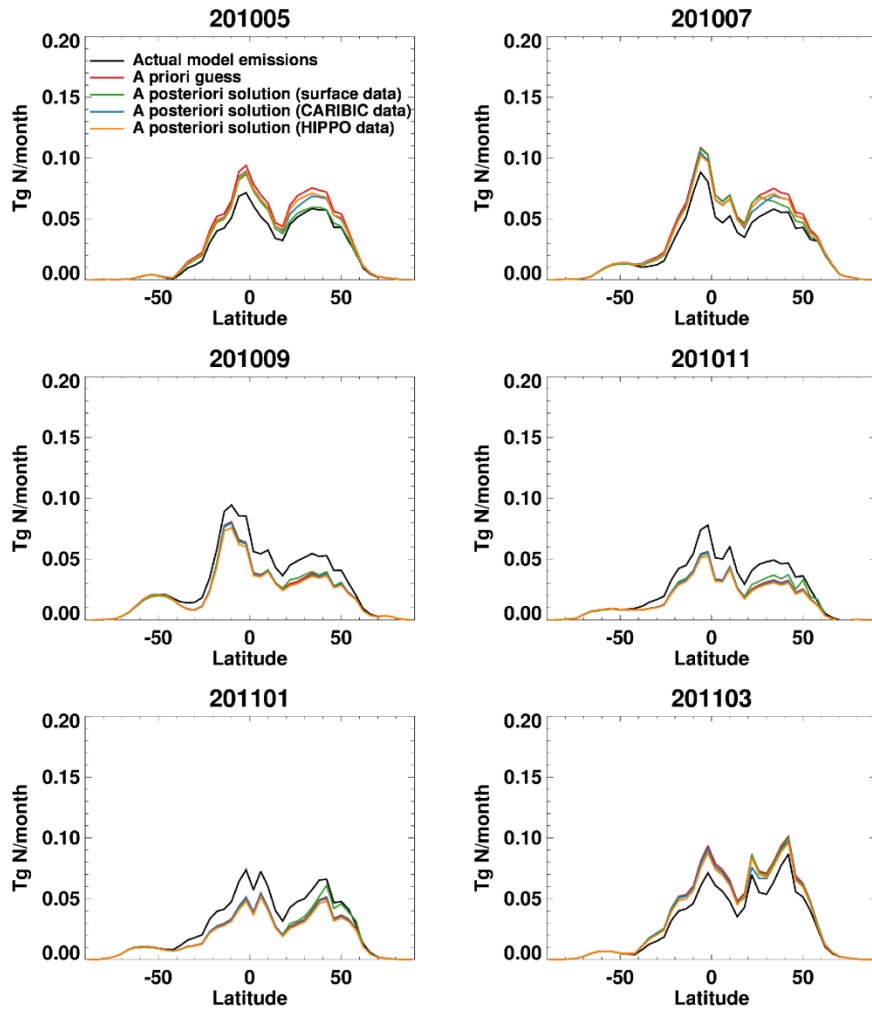 201005
0.20
0.15
0.10
0.05
0.00
Tg N/month
Actual model emissions
A priori guess
A posteriori solution (surface data)
A posteriori solution (CARIBIC data)
A posteriori solution (HIPPO data)
-50 0 50
Latitude
201007
0.20
0.15
0.10
0.05
0.00
Tg N/month
-50 0 50
Latitude
201009
0.20
0.15
0.10
0.05
0.00
Tg N/month
-50 0 50
Latitude
201011
0.20
0.15
0.10
0.05
0.00
Tg N/month
-50 0 50
Latitude
201101
0.20
0.15
0.10
0.05
0.00
Tg N/month
-50 0 50
Latitude
201103
0.20
0.15
0.10
0.05
0.00
Tg N/month
-50 0 50
Latitude